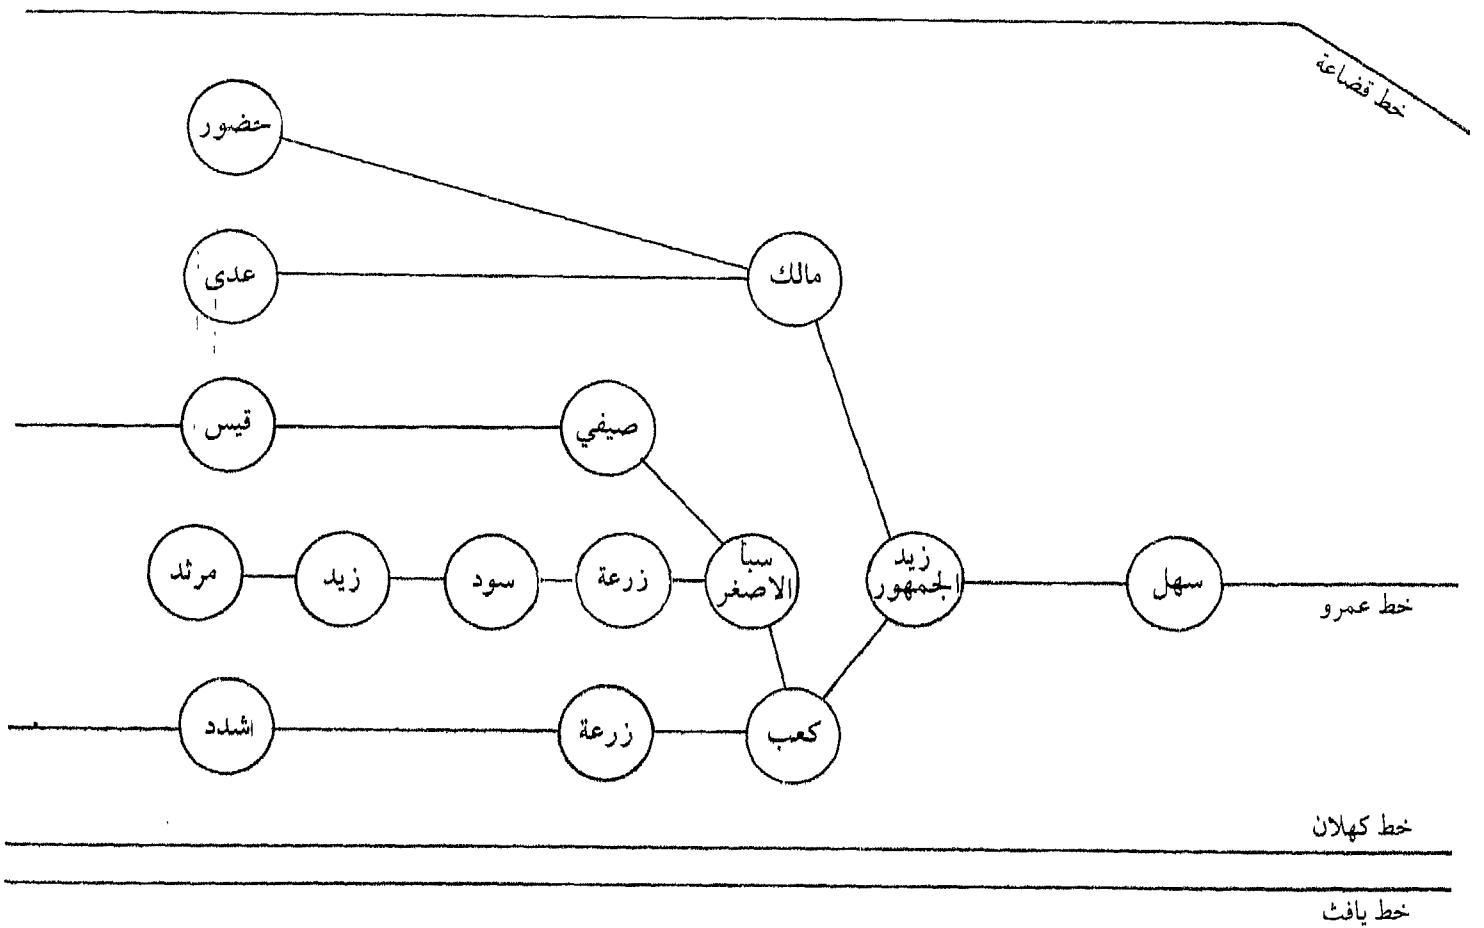 خط قضاعة
حضور
عدى
مالك
قيس
صيفي
سهل
زيد
الجمهور
سبأ
الاصغر
زرعة
سود
زيد
مرثد
خط عمرو
كعب
زرعة
اشدد
خط كهلان
خط يافث